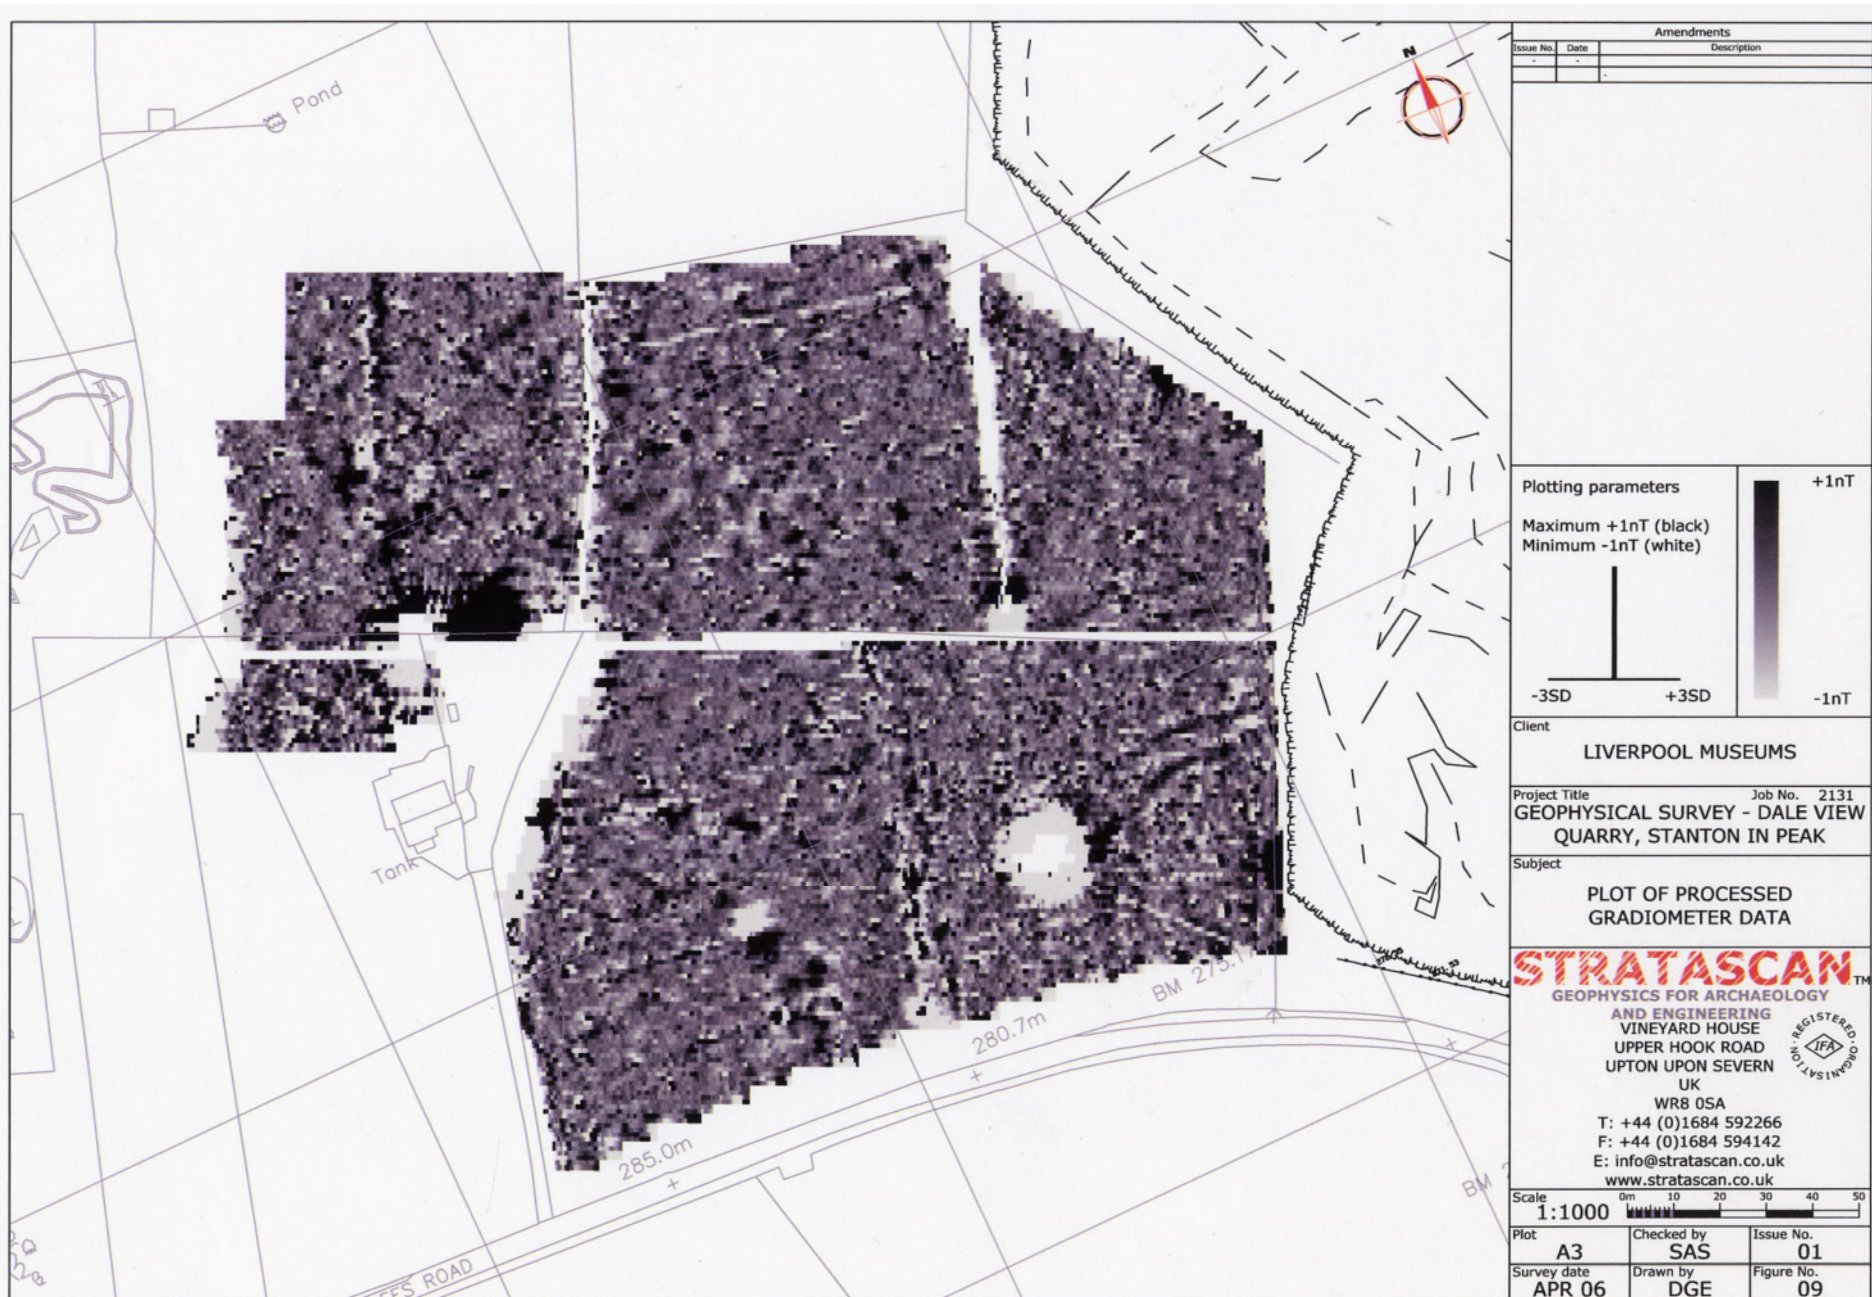 Pond
N
Tank
BM 275.17
280.7m
285.0m
BM
ROAD
Amendments
Issue No.
Date
Description
-
-
-
Plotting parameters
Maximum +1nT (black)
Minimum -1nT (white)
-3SD
+3SD
+1nT
-1nT
Client
LIVERPOOL MUSEUMS
Project Title
Job No. 2131
GEOPHYSICAL SURVEY - DALE VIEW
QUARRY, STANTON IN PEAK
Subject
PLOT OF PROCESSED
GRADIOMETER DATA
STRATASCAN TM
GEOPHYSICS FOR ARCHAEOLOGY
AND ENGINEERING
VINEYARD HOUSE
UPPER HOOK ROAD
UPTON UPON SEVERN
UK
WR8 0SA
T: +44 (0)1684 592266
F: +44 (0)1684 594142
E: info@stratascan.co.uk
www.stratascan.co.uk
REGISTERED · ORGANISATION ·
IFA
Scale
1:1000
0m 10 20 30 40 50
Plot
A3
Checked by
SAS
Issue No.
01
Survey date
APR 06
Drawn by
DGE
Figure No.
09